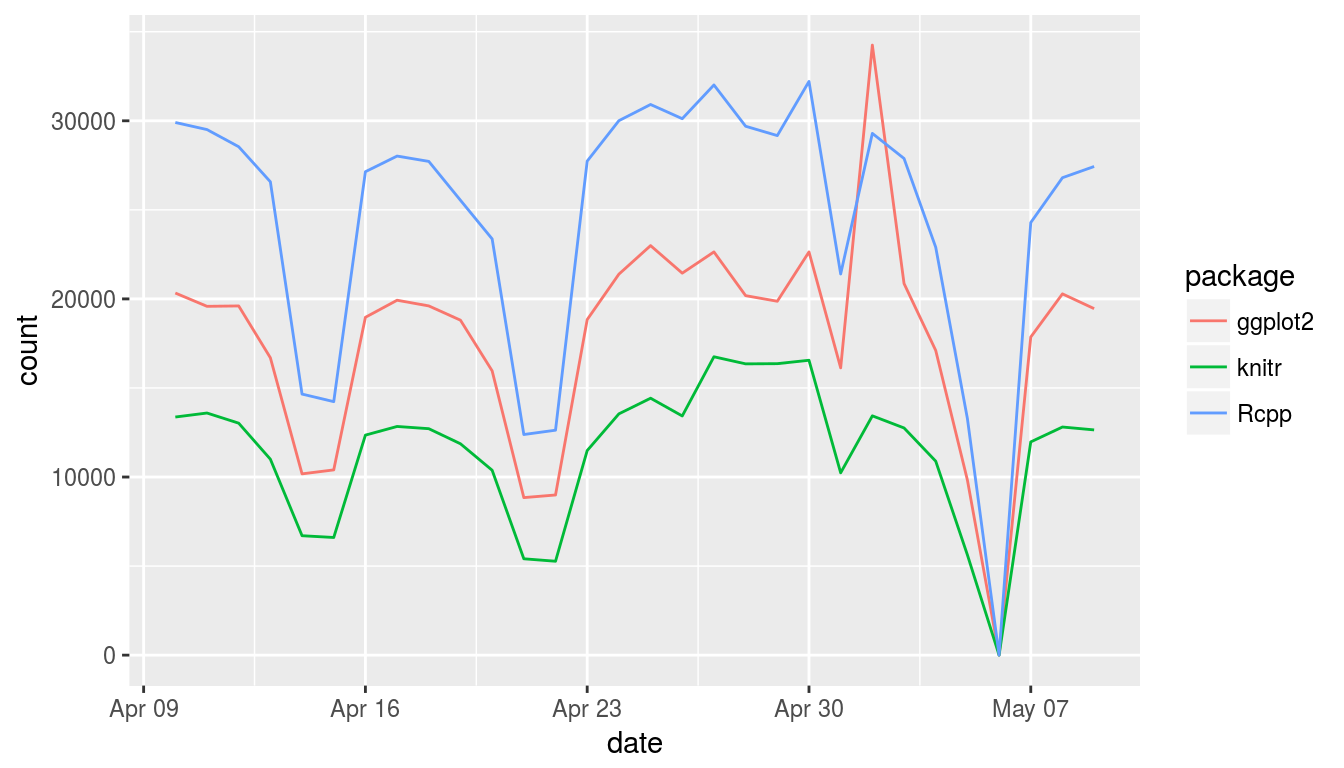 count
30000
20000
10000
0
Apr 09 Apr 16 Apr 23 Apr 30 May 07
date
package
ggplot2
knitr
Rcpp